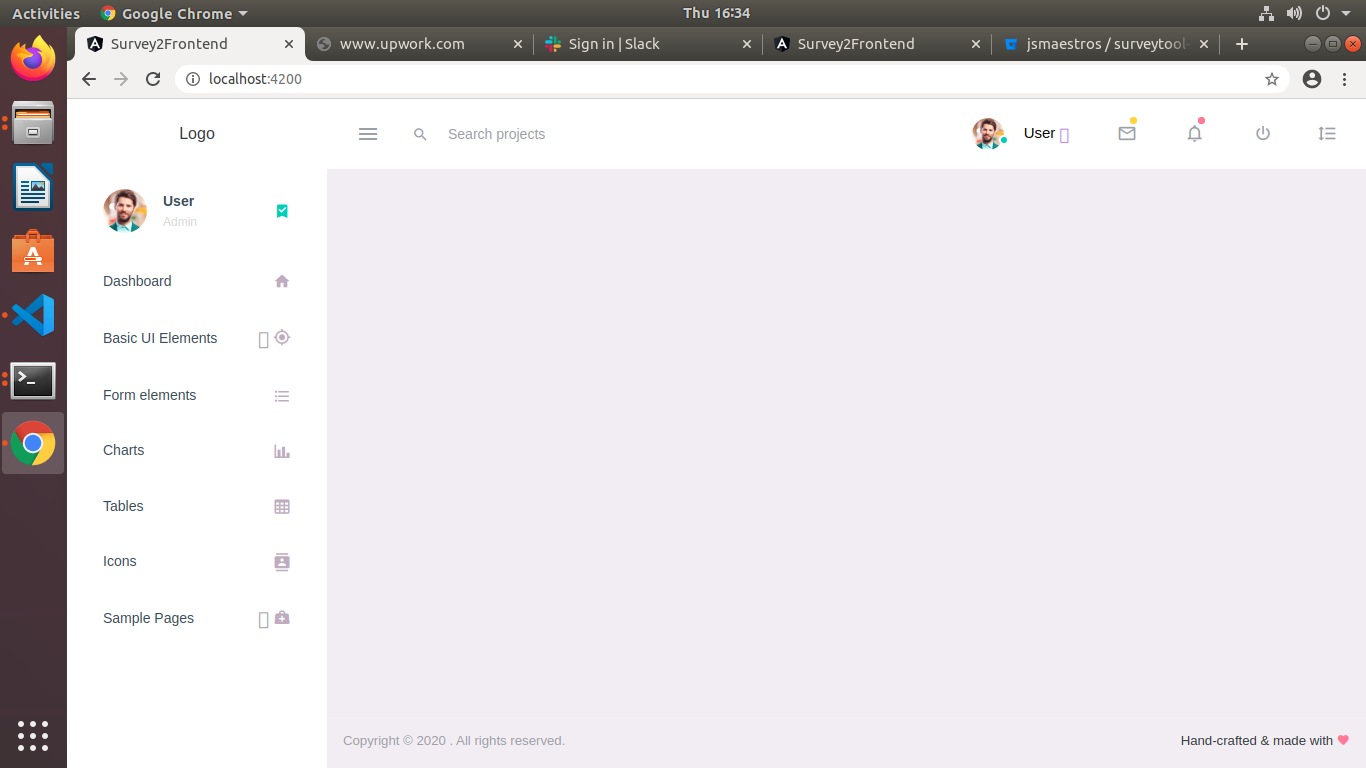 Activities Google Chrome Thu 16:34
Survey2Frontend www.upwork.com Sign in | Slack Survey2Frontend jsmaestros / surveytool
localhost:4200
Logo Search projects User
User
Admin
Dashboard
Basic UI Elements
Form elements
Charts
Tables
Icons
Sample Pages
Copyright © 2020 . All rights reserved. Hand-crafted & made with